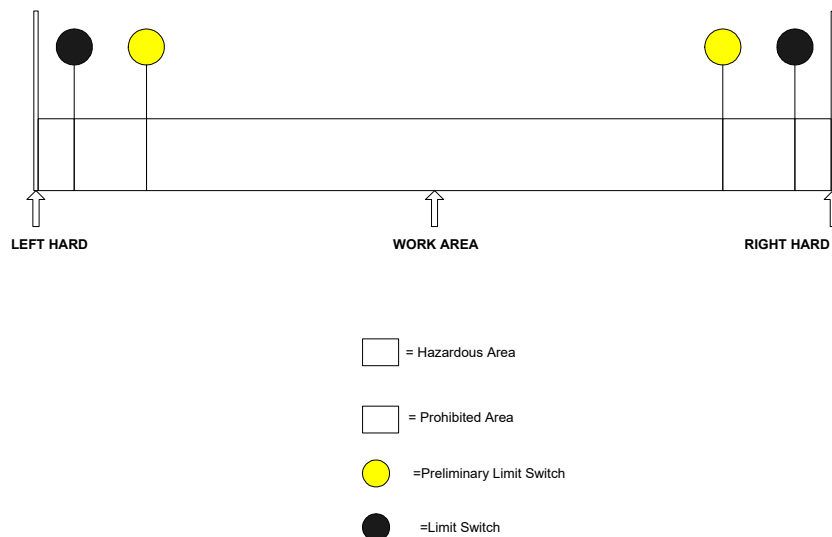 LEFT HARD
WORK AREA
RIGHT HARD
= Hazardous Area
= Prohibited Area
=Preliminary Limit Switch
=Limit Switch